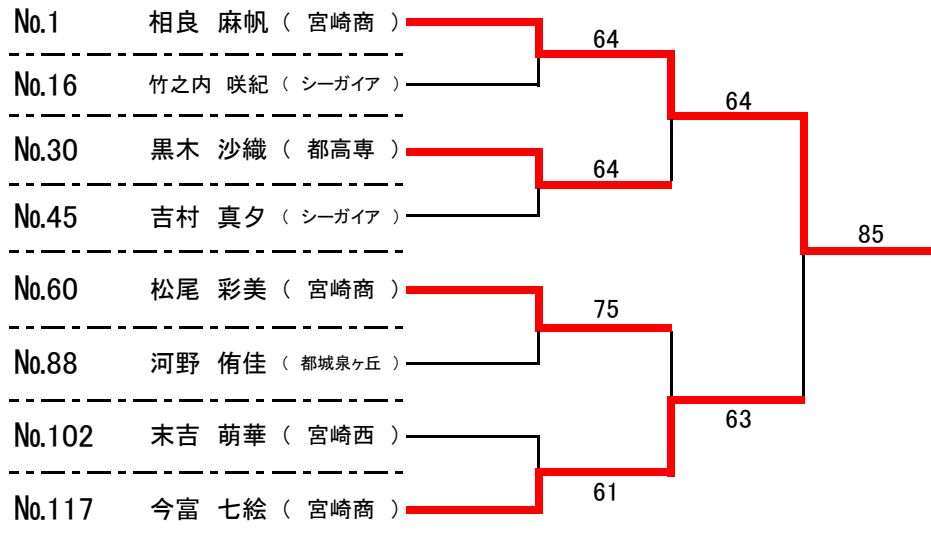 No.1 相良 麻帆 ( 宮崎商 )
64
No.16 竹之内 咲紀 ( シーガイア )
64
No.30 黒木 沙織 ( 都高専 )
64
No.45 吉村 真夕 ( シーガイア )
85
No.60 松尾 彩美 ( 宮崎商 )
75
No.88 河野 侑佳 ( 都城泉ヶ丘 )
63
No.102 末吉 萌華 ( 宮崎西 )
61
No.117 今富 七絵 ( 宮崎商 )